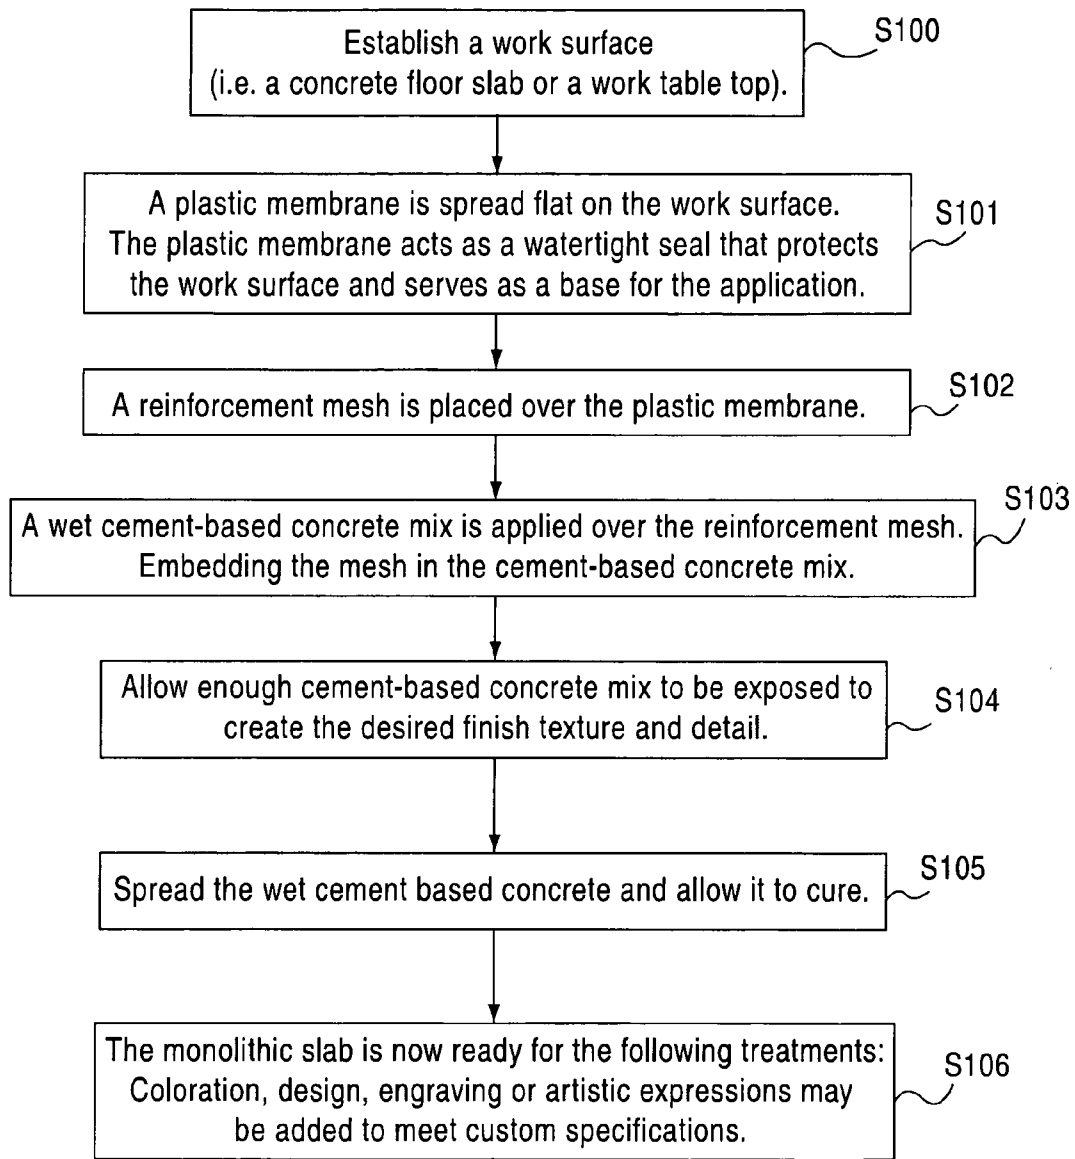 Establish a work surface
(i.e. a concrete floor slab or a work table top).
S100
A plastic membrane is spread flat on the work surface.
The plastic membrane acts as a watertight seal that protects
the work surface and serves as a base for the application.
S101
A reinforcement mesh is placed over the plastic membrane.
S102
A wet cement-based concrete mix is applied over the reinforcement mesh.
Embedding the mesh in the cement-based concrete mix.
S103
Allow enough cement-based concrete mix to be exposed to
create the desired finish texture and detail.
S104
Spread the wet cement based concrete and allow it to cure.
S105
The monolithic slab is now ready for the following treatments:
Coloration, design, engraving or artistic expressions may
be added to meet custom specifications.
S106